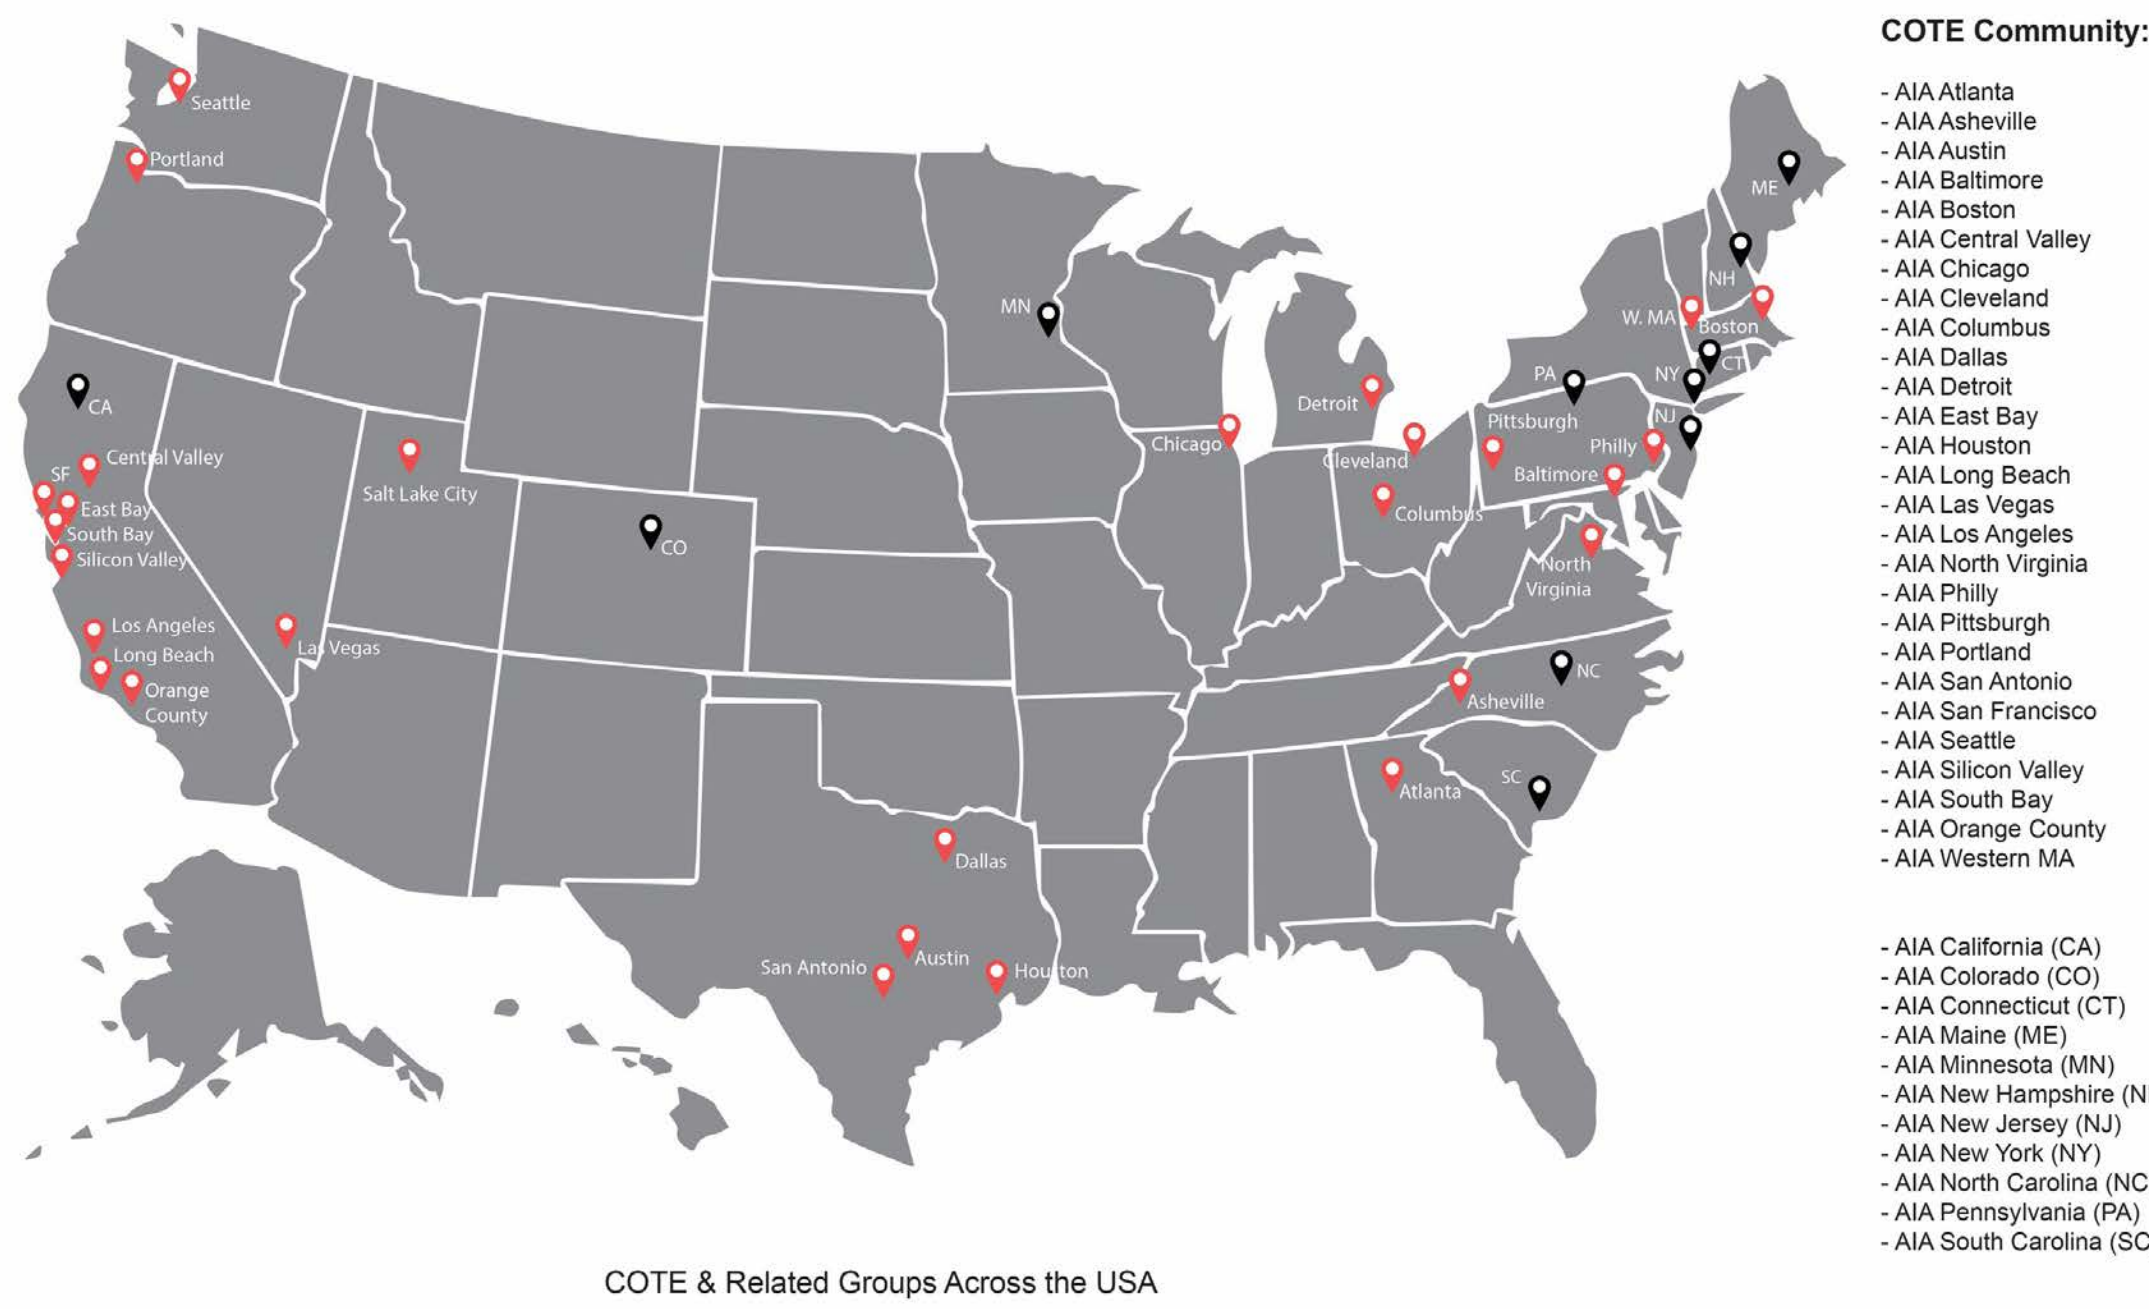 COTE Community:
- AIA Atlanta
- AIA Asheville
- AIA Austin
- AIA Baltimore
- AIA Boston
- AIA Central Valley
- AIA Chicago
- AIA Cleveland
- AIA Columbus
- AIA Dallas
- AIA Detroit
- AIA East Bay
- AIA Houston
- AIA Long Beach
- AIA Las Vegas
- AIA Los Angeles
- AIA North Virginia
- AIA Philly
- AIA Pittsburgh
- AIA Portland
- AIA San Antonio
- AIA San Francisco
- AIA Seattle
- AIA Silicon Valley
- AIA South Bay
- AIA Orange County
- AIA Western MA
- AIA California (CA)
- AIA Colorado (CO)
- AIA Connecticut (CT)
- AIA Maine (ME)
- AIA Minnesota (MN)
- AIA New Hampshire (N
- AIA New Jersey (NJ)
- AIA New York (NY)
- AIA North Carolina (NC
- AIA Pennsylvania (PA)
- AIA South Carolina (SC
Seattle
Portland
ME
NH
MN
W. MA
Boston
CT
PA
NY
NJ
CA
Detroit
Pittsburgh
Chicago
Philly
Central Valley
Cleveland
SF
Baltimore
Salt Lake City
East Bay
Columbus
South Bay
CO
Silicon Valley
North
Virginia
Los Angeles
Las Vegas
Long Beach
NC
Orange
County
Asheville
SC
Atlanta
Dallas
Austin
San Antonio
Houston
COTE & Related Groups Across the USA